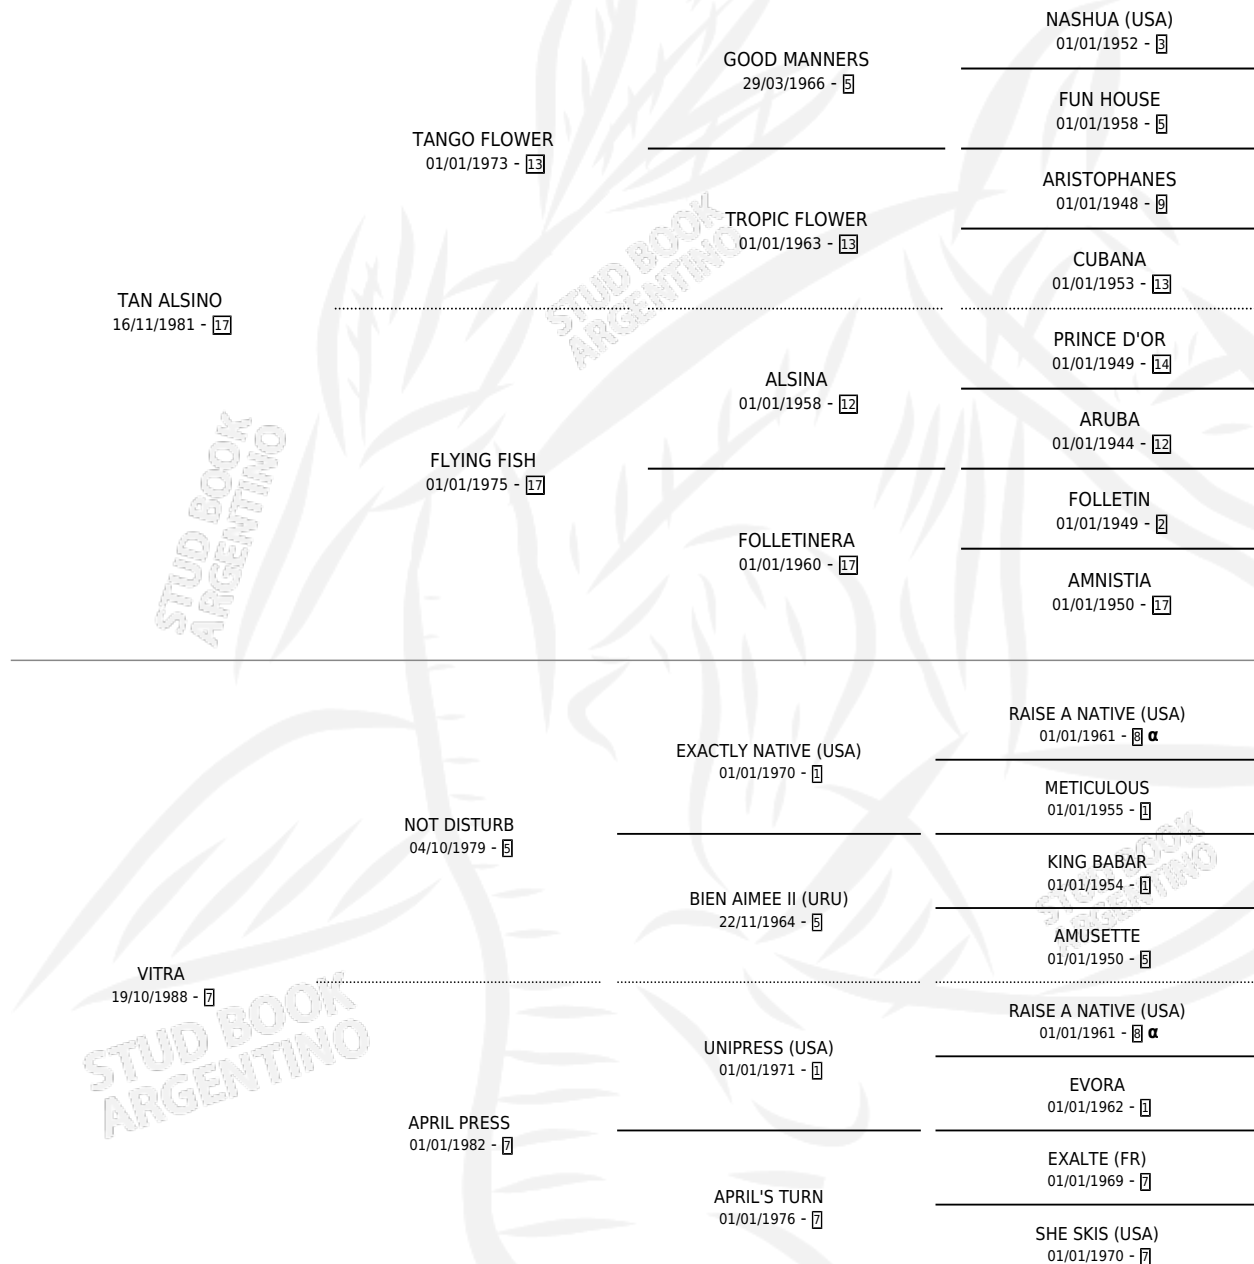 NASHUA (USA)
01/01/1952 - 3
GOOD MANNERS
29/03/1966 - 5
FUN HOUSE
01/01/1958 - 5
TANGO FLOWER
01/01/1973 - 13
ARISTOPHANES
01/01/1948 - 9
TROPIC FLOWER
01/01/1963 - 13
CUBANA
01/01/1953 - 13
TAN ALSINO
16/11/1981 - 17
PRINCE D'OR
01/01/1949 - 14
ALSINA
01/01/1958 - 12
ARUBA
01/01/1944 - 12
FLYING FISH
01/01/1975 - 17
FOLLETIN
01/01/1949 - 2
FOLLETINERA
01/01/1960 - 17
AMNISTIA
01/01/1950 - 17
RAISE A NATIVE (USA)
01/01/1961 - 8 α
EXACTLY NATIVE (USA)
01/01/1970 - 1
METICULOUS
01/01/1955 - 1
NOT DISTURB
04/10/1979 - 5
KING BABAR
01/01/1954 - 1
BIEN AIMEE II (URU)
22/11/1964 - 5
AMUSETTE
01/01/1950 - 5
VITRA
19/10/1988 - 7
RAISE A NATIVE (USA)
01/01/1961 - 8 α
UNIPRESS (USA)
01/01/1971 - 1
EVORA
01/01/1962 - 1
APRIL PRESS
01/01/1982 - 7
EXALTE (FR)
01/01/1969 - 7
APRIL'S TURN
01/01/1976 - 7
SHE SKIS (USA)
01/01/1970 - 7
STUD BOOK
ARGENTINO
STUD BOOK
ARGENTINO
STUD BOOK
ARGENTINO
STUD BOOK
ARGENTINO